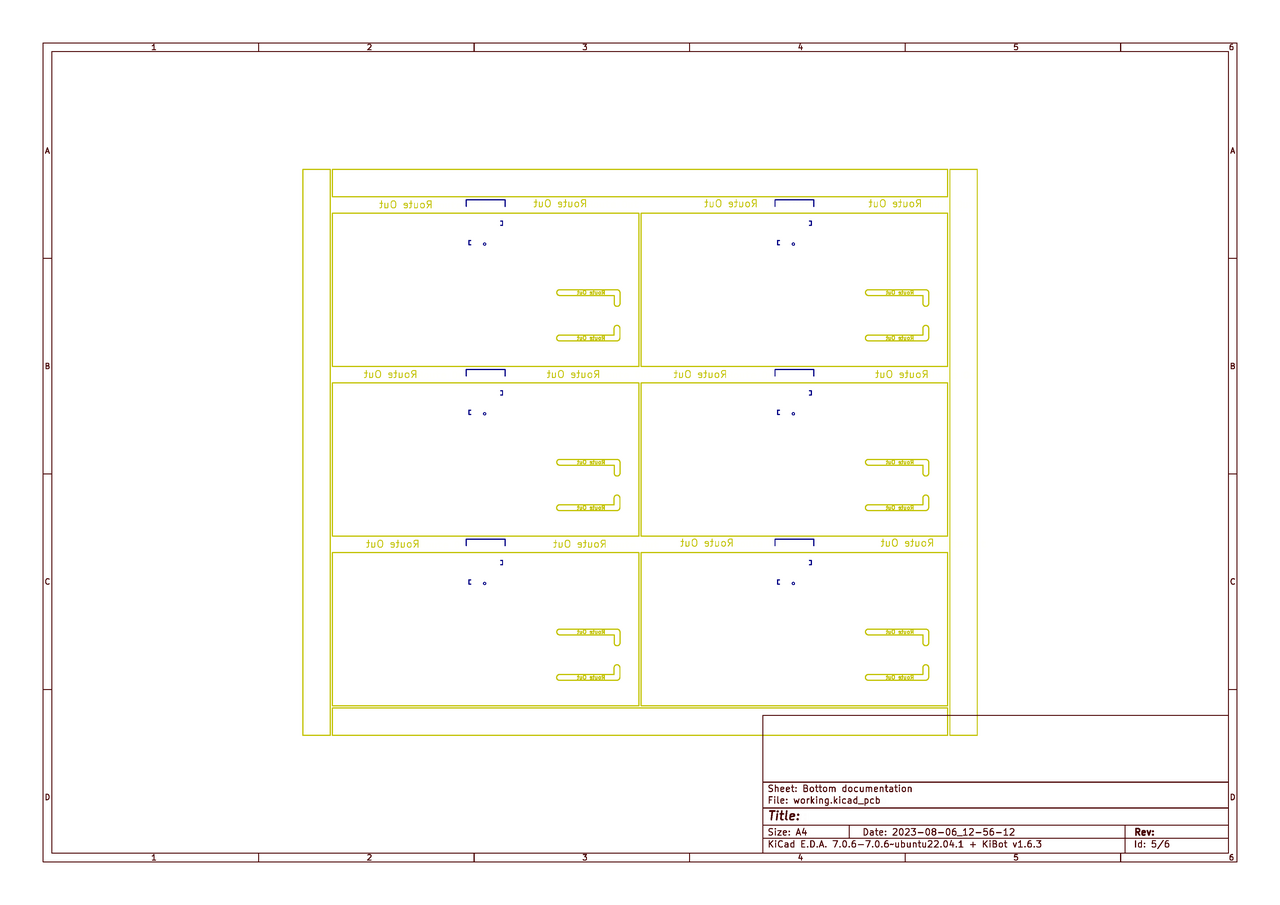 1 2 3 4 5 6
A A
Route Out Route Out Route Out Route Out
Route Out Route Out
Route Out Route Out
B B
Route Out Route Out Route Out Route Out
Route Out Route Out
Route Out Route Out
Route Out Route Out Route Out Route Out
C C
Route Out Route Out
Route Out Route Out
Sheet: Bottom documentation
D D
File: working.kicad_pcb
Title:
Size: A4 Date: 2023-08-06_12-56-12 Rev:
KiCad E.D.A. 7.0.6-7.0.6~ubuntu22.04.1 + KiBot v1.6.3 Id: 5/6
1 2 3 4 5 6